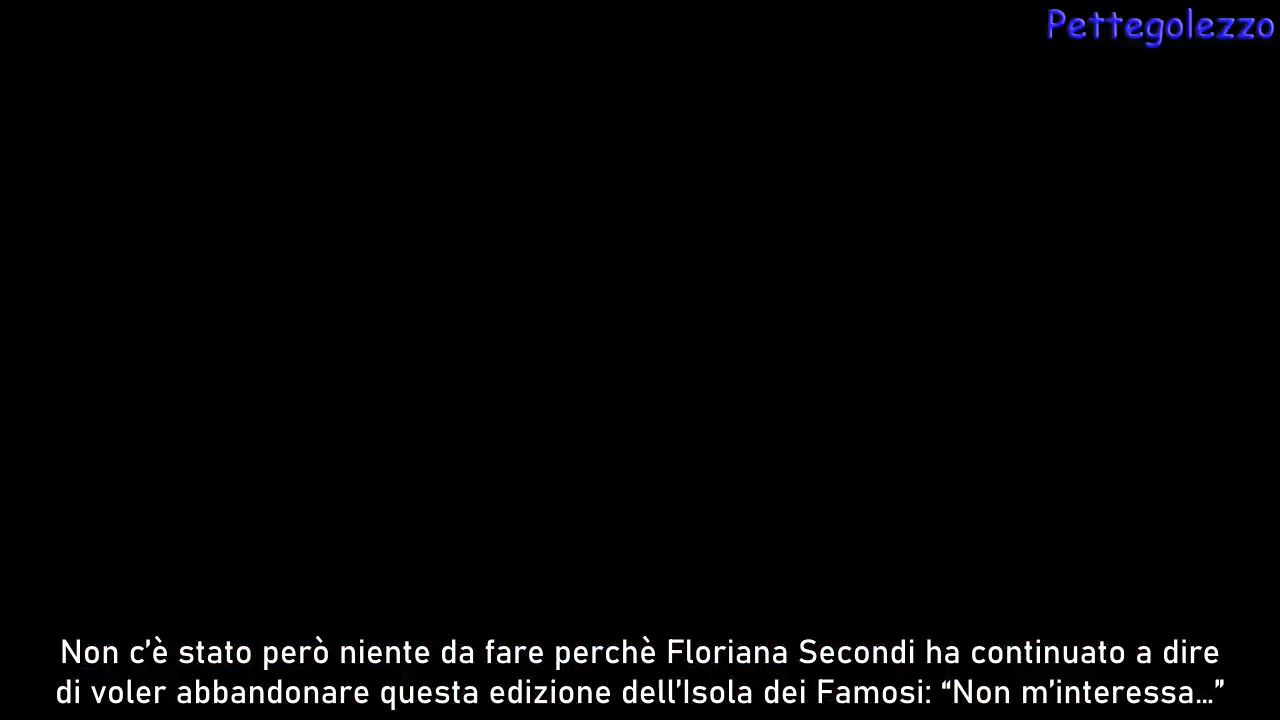 Pettegolezzo
Non c’è stato però niente da fare perchè Floriana Secondi ha continuato a dire
di voler abbandonare questa edizione dell’Isola dei Famosi: “Non m’interessa...”